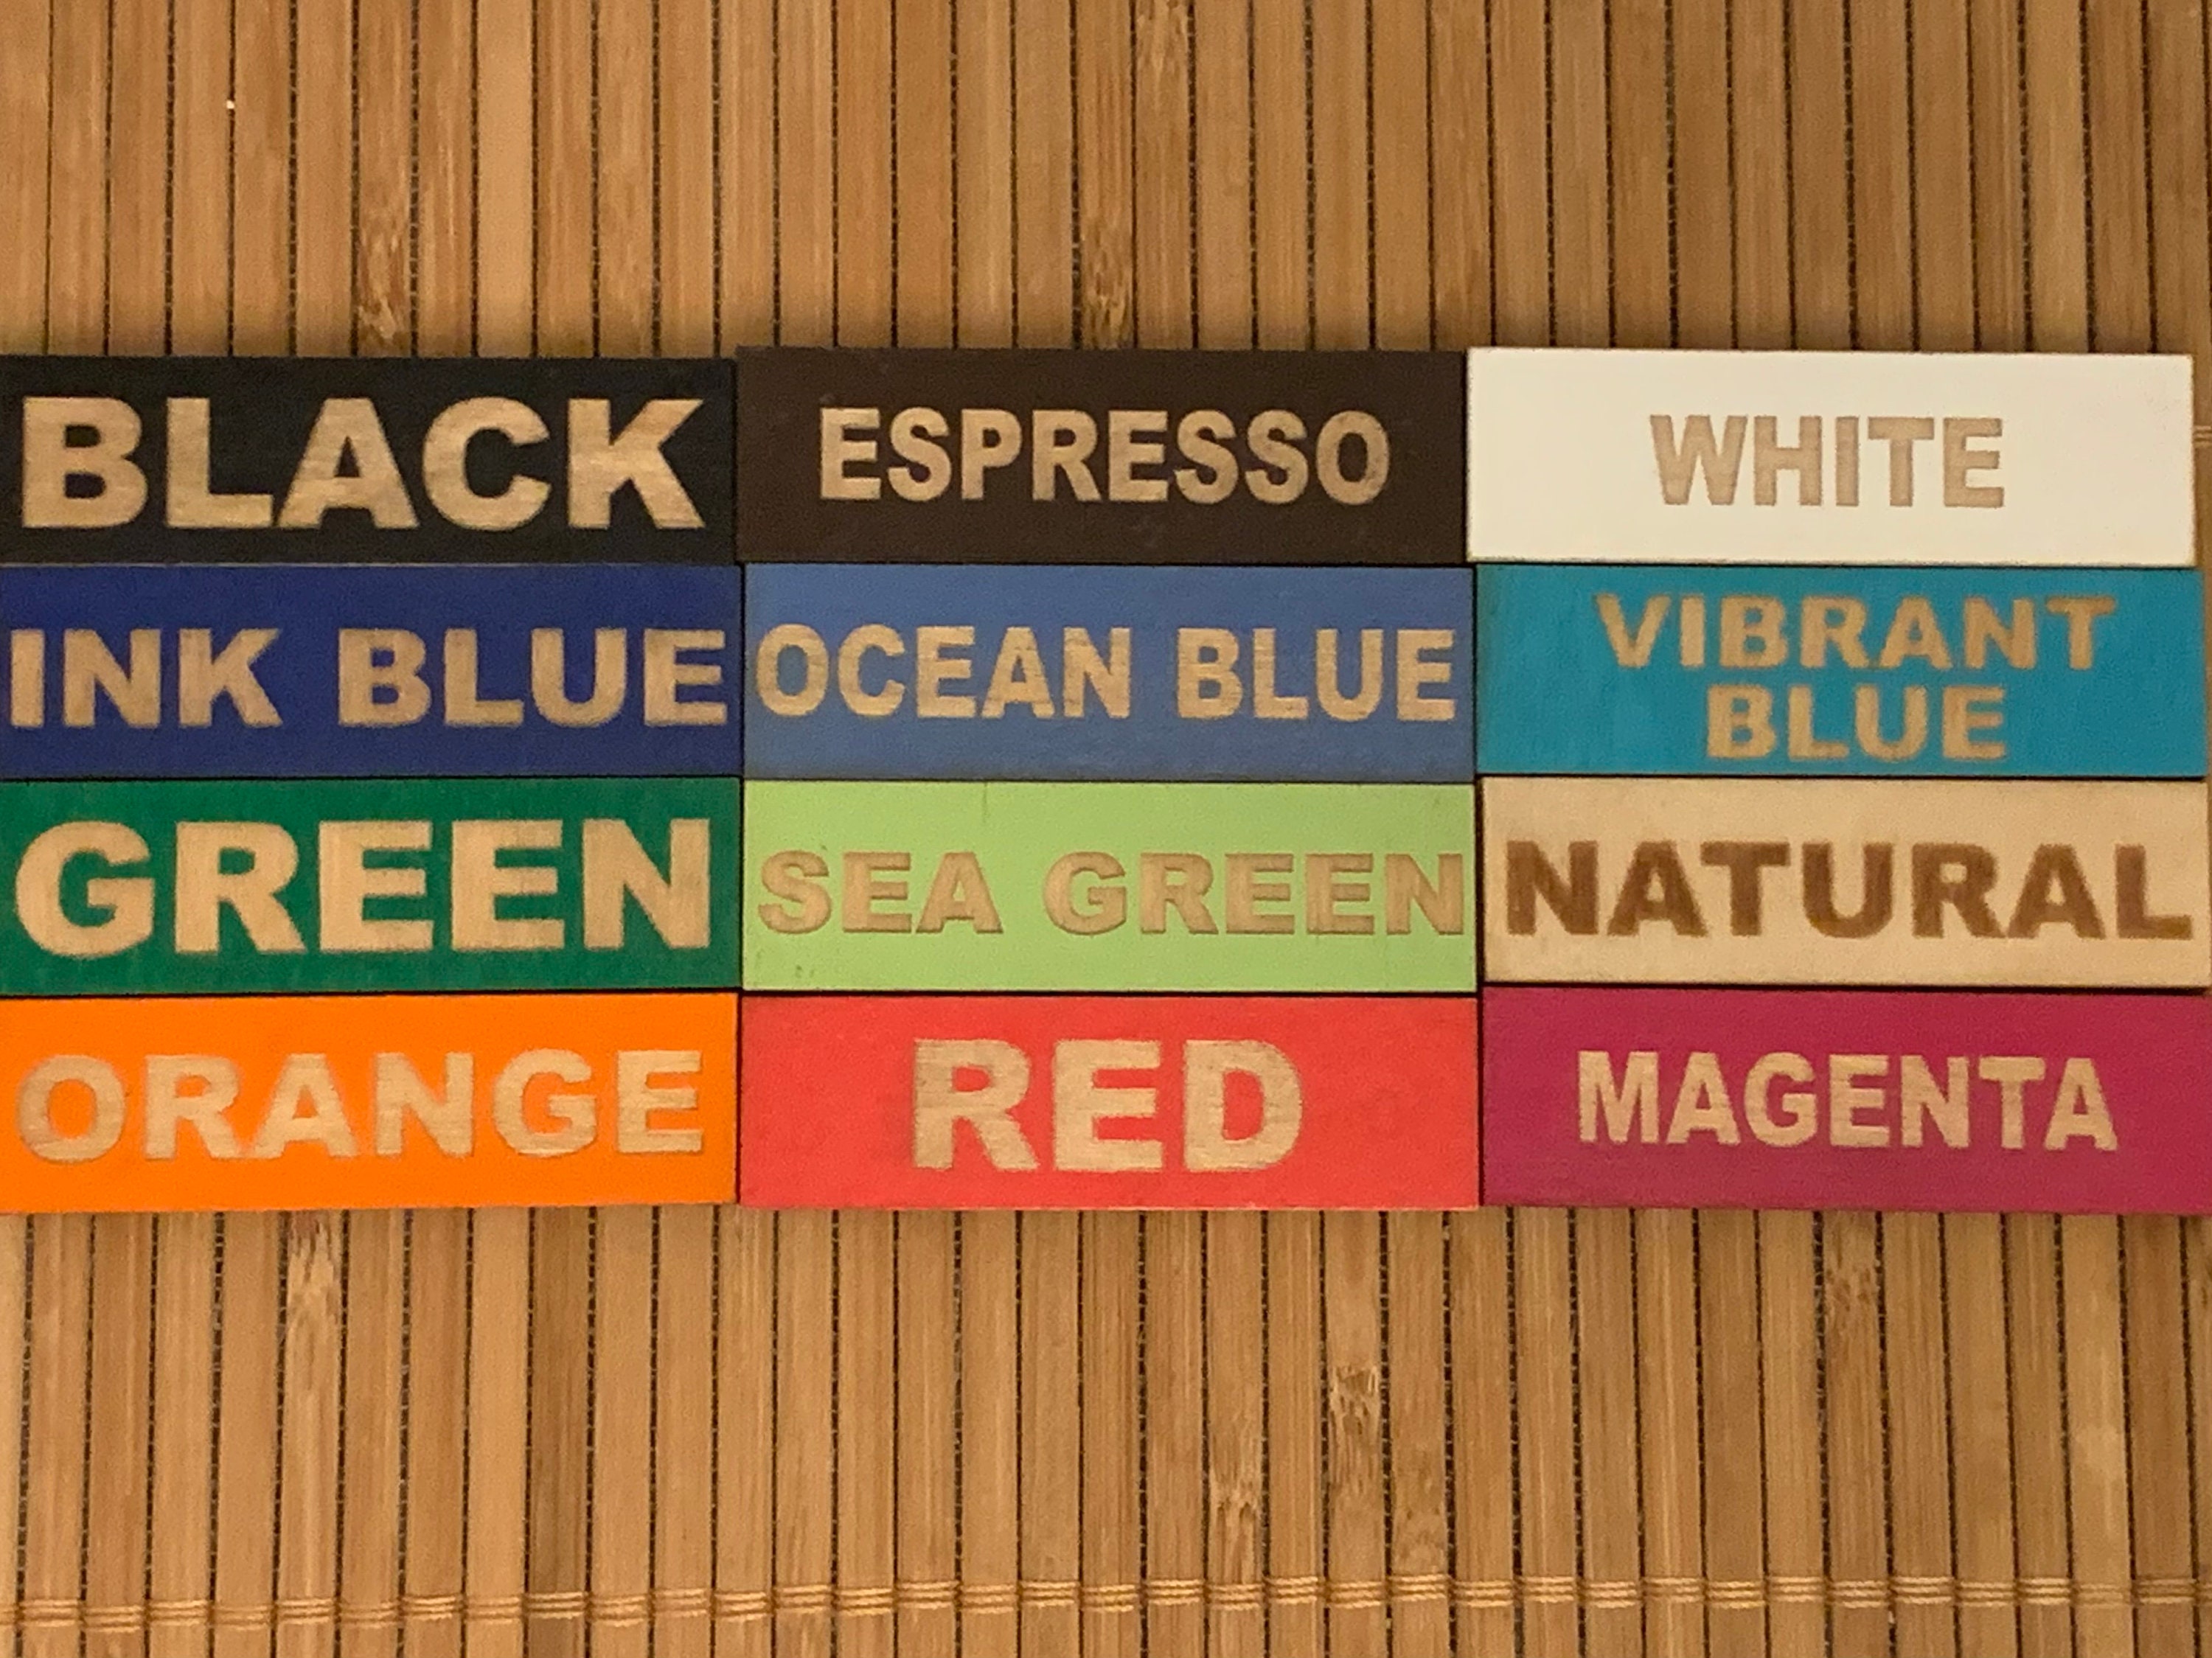 BLACK
ESPRESSO
WHITE
INK BLUE
OCEAN BLUE
VIBRANT
BLUE
GREEN
SEA GREEN
NATURAL
ORANGE
RED
MAGENTA